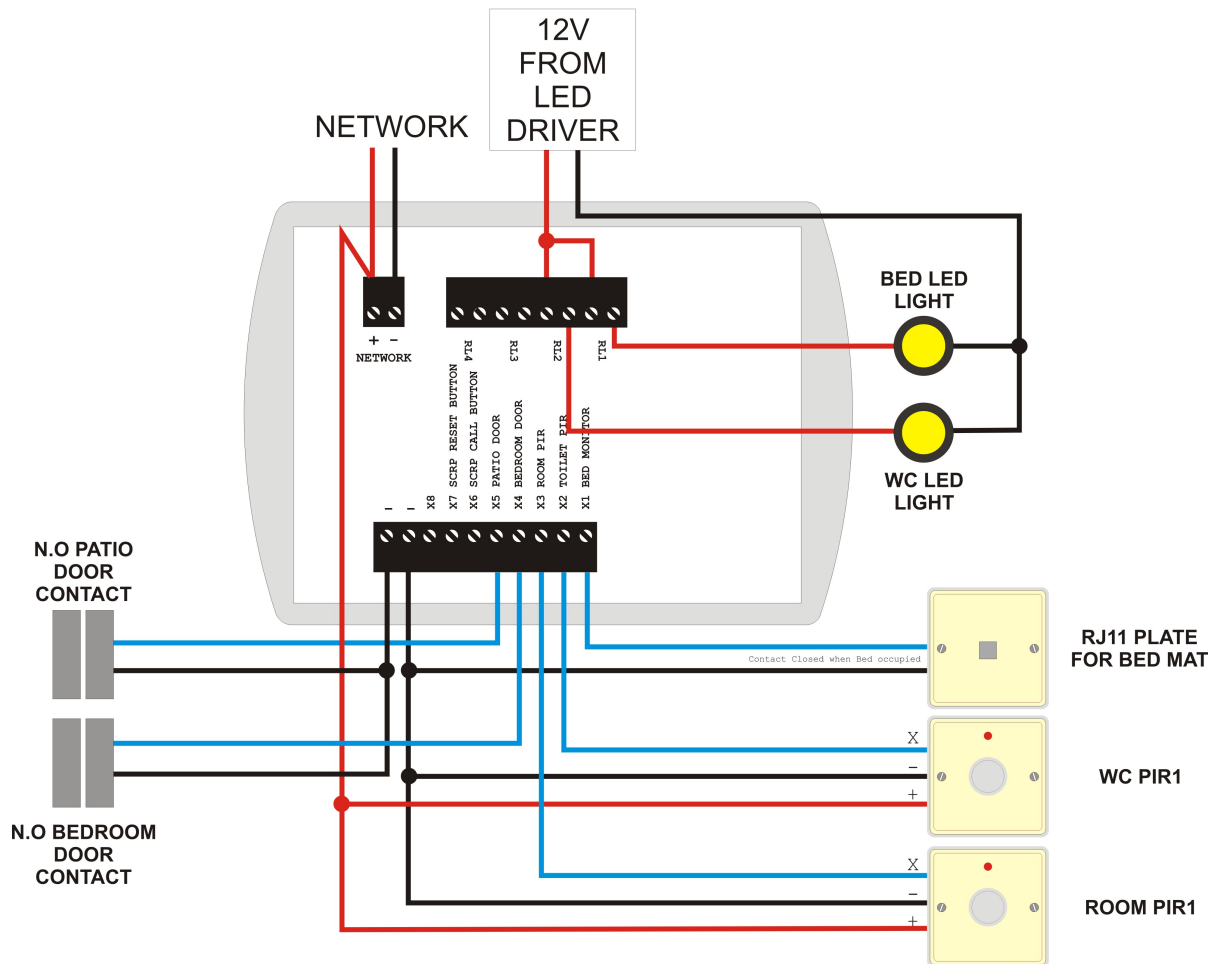 12V
FROM
LED
DRIVER
NETWORK
BED LED
LIGHT
+ -
NETWORK
RL4
RL3
RL2
RL1
WC LED
LIGHT
-
-
X8
X7 SCRP RESET BUTTON
X6 SCRP CALL BUTTON
X5 PATIO DOOR
X4 BEDROOM DOOR
X3 ROOM PIR
X2 TOILET PIR
X1 BED MONITOR
N.O PATIO
DOOR
CONTACT
Contact Closed when Bed occupied
RJ11 PLATE
FOR BED MAT
X
-
+
WC PIR1
N.O BEDROOM
DOOR
CONTACT
X
-
+
ROOM PIR1